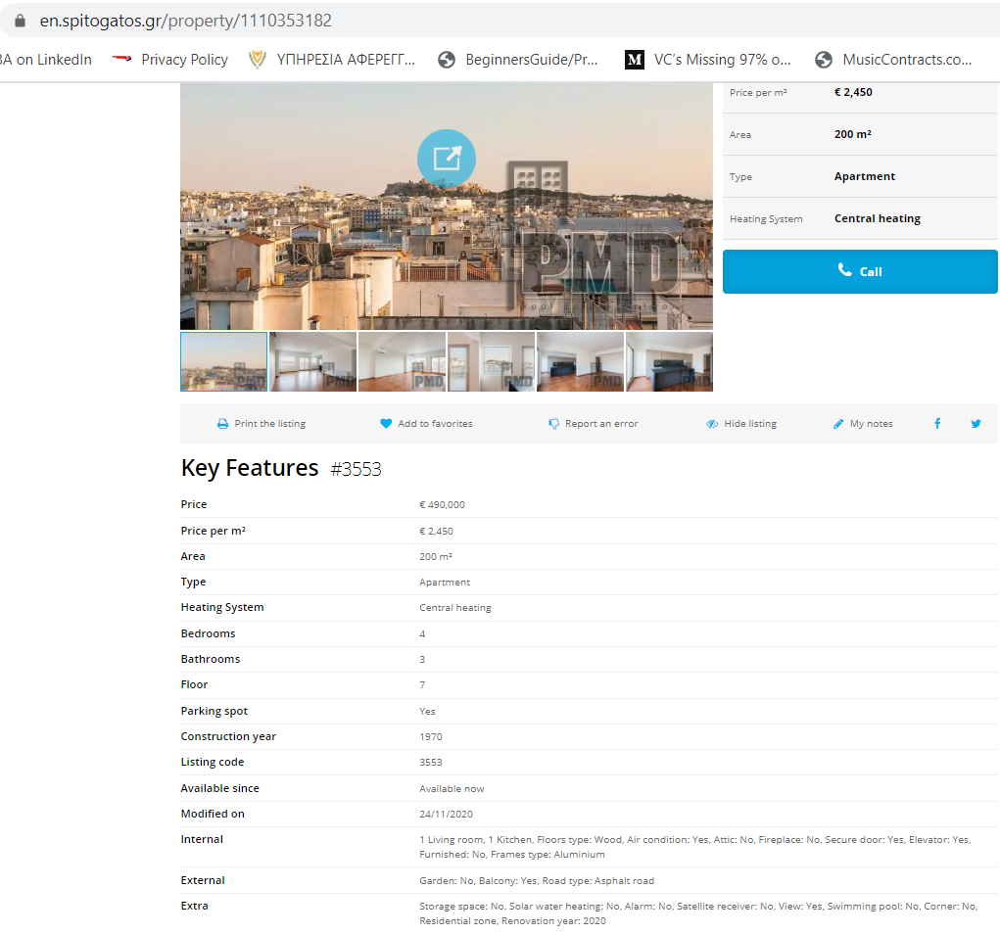 en.spitogatos.gr/property/1110353182
BA on LinkedIn Privacy Policy ΥΠΗΡΕΣΙΑ ΑΦΕΡΕΓΓ... BeginnersGuide/Pr... M VC's Missing 97% o... MusicContracts.co...
Price per m² € 2,450
Area 200 m²
Type Apartment
Heating System Central heating
Call
PMD
PMD PMD PMD PMD PMD PMD
Print the listing Add to favorites Report an error Hide listing My notes
Key Features #3553
Price € 490,000
Price per m² € 2,450
Area 200 m²
Type Apartment
Heating System Central heating
Bedrooms 4
Bathrooms 3
Floor 7
Parking spot Yes
Construction year 1970
Listing code 3553
Available since Available now
Modified on 24/11/2020
Internal 1 Living room, 1 Kitchen, Floors type: Wood, Air condition: Yes, Attic: No, Fireplace: No, Secure door: Yes, Elevator: Yes,
Furnished: No, Frames type: Aluminium
External Garden: No, Balcony: Yes, Road type: Asphalt road
Extra Storage space: No, Solar water heating: No, Alarm: No, Satellite receiver: No, View: Yes, Swimming pool: No, Corner: No,
Residential zone, Renovation year: 2020